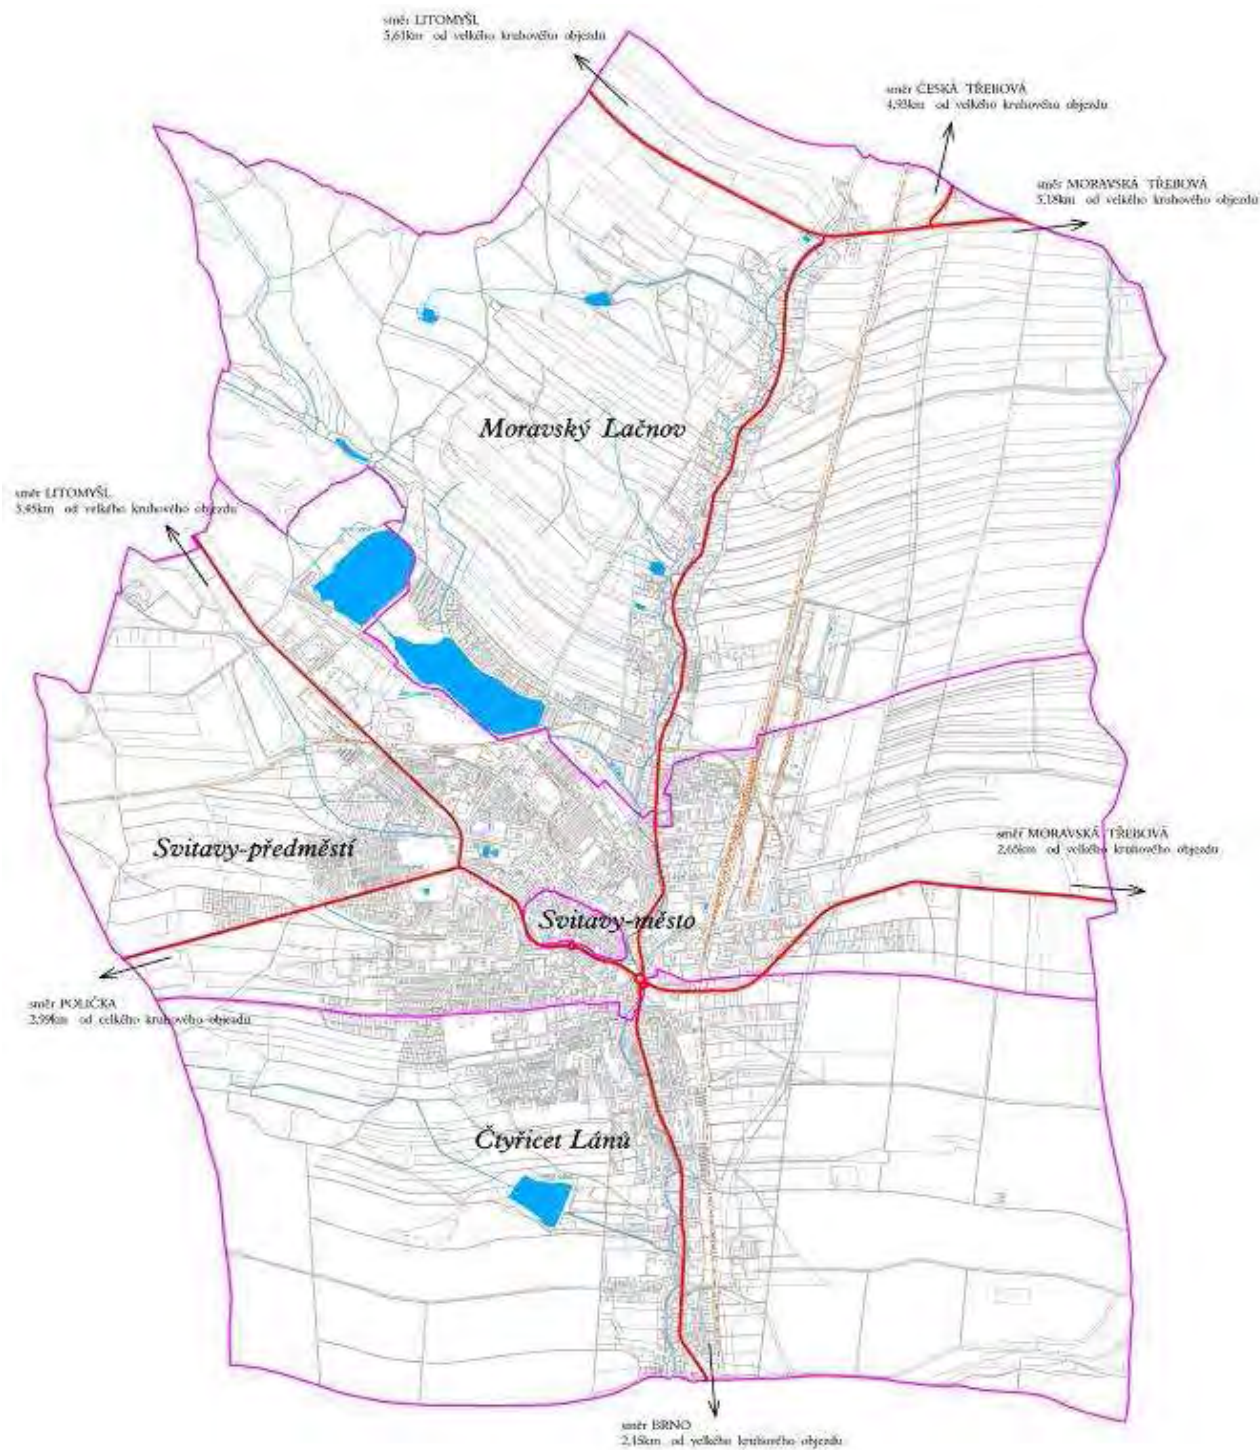 směr LITOMYŠL
5,61km od velkého kruhového objezdu
směr ČESKÁ TŘEBOVÁ
4,93km od velkého kruhového objezdu
směr MORAVSKÁ TŘEBOVÁ
5,18km od velkého kruhového objezdu
Moravský Lačnov
směr LITOMYŠL
3,45km od velkého kruhového objezdu
směr MORAVSKÁ TŘEBOVÁ
2,65km od velkého kruhového objezdu
Svitavy-předměstí
Svitavy-město
směr POLIČKA
2,99km od celkého kruhového objezdu
Čtyřicet Lánů
směr BRNO
2,15km od velkého kruhového objezdu